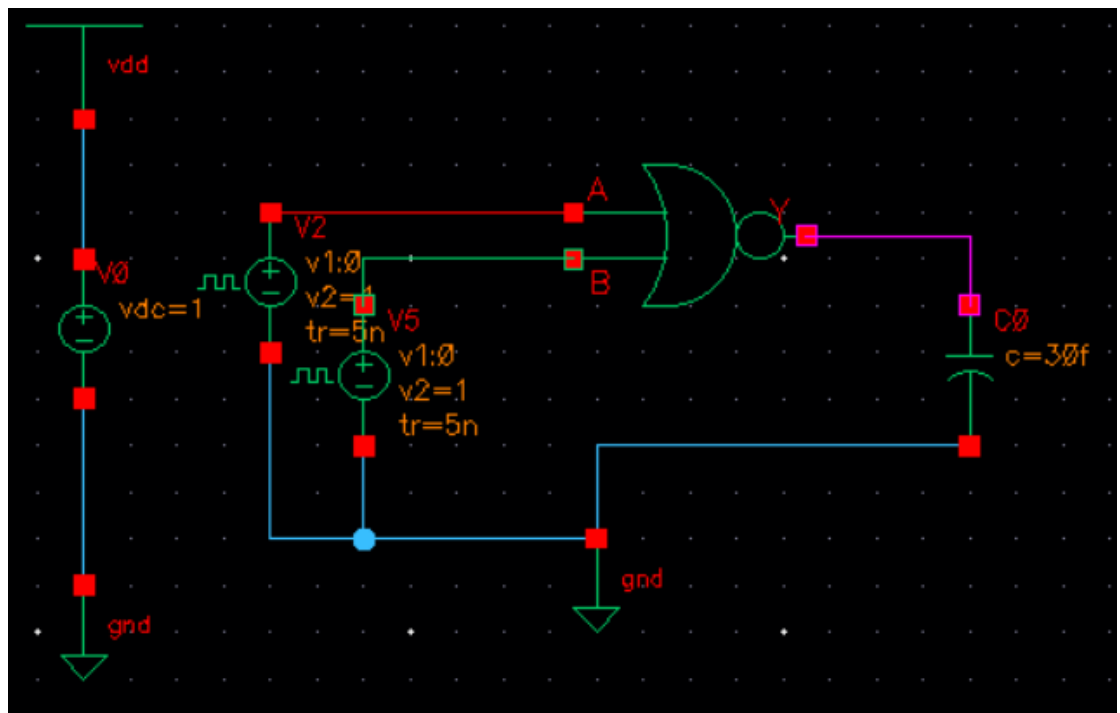 vdd
V0
vdc=1
V2
v1:0
v2=1
tr=5n
V5
v1:0
v2=1
tr=5n
A
B
Y
C0
c=30f
gnd
gnd